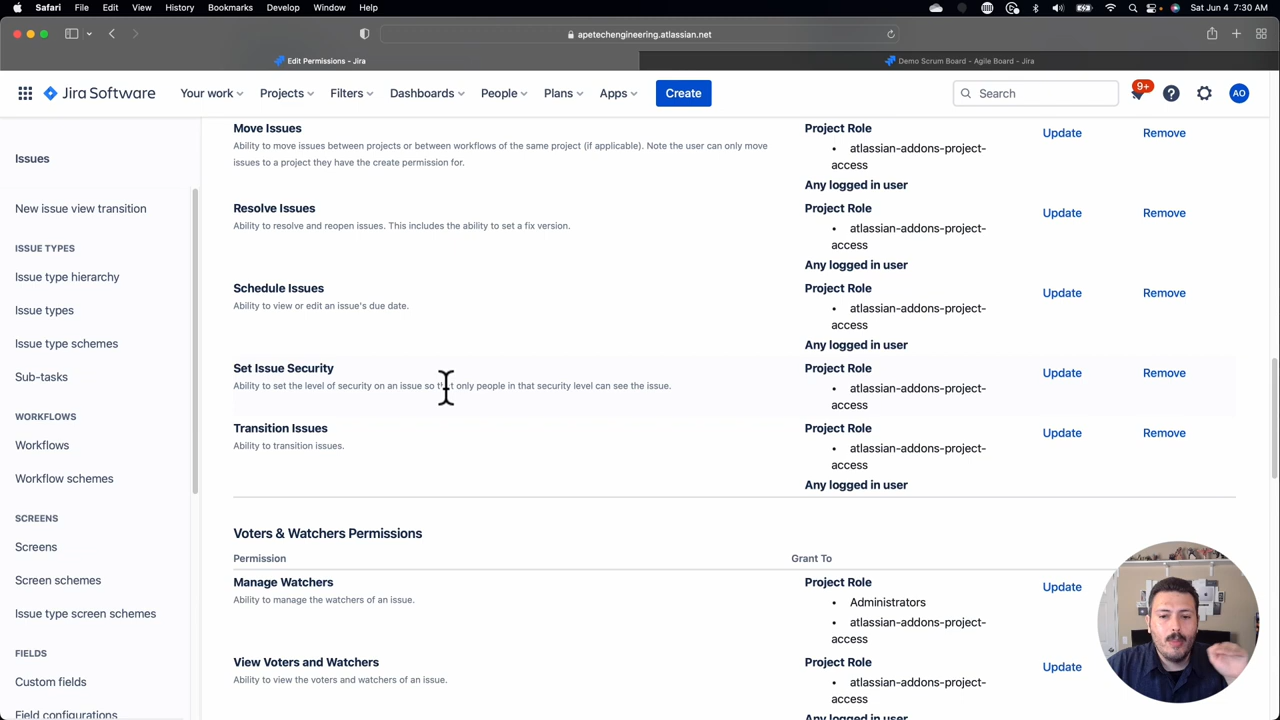 Safari File Edit View History Bookmarks Develop Window Help Sat Jun 4 7:30 AM
apetechengineering.atlassian.net
Edit Permissions - Jira
Demo Scrum Board - Agile Board - Jira
Jira Software Your work Projects Filters Dashboards People Plans Apps Create Search 9+ AO
Issues
New issue view transition
ISSUE TYPES
Issue type hierarchy
Issue types
Issue type schemes
Sub-tasks
WORKFLOWS
Workflows
Workflow schemes
SCREENS
Screens
Screen schemes
Issue type screen schemes
FIELDS
Custom fields
Field configurations
Move Issues
Ability to move issues between projects or between workflows of the same project (if applicable). Note the user can only move
issues to a project they have the create permission for.
Project Role
• atlassian-addons-project-
access
Any logged in user
Update Remove
Resolve Issues
Ability to resolve and reopen issues. This includes the ability to set a fix version.
Project Role
• atlassian-addons-project-
access
Any logged in user
Update Remove
Schedule Issues
Ability to view or edit an issue's due date.
Project Role
• atlassian-addons-project-
access
Any logged in user
Update Remove
Set Issue Security
Ability to set the level of security on an issue so that only people in that security level can see the issue.
Project Role
• atlassian-addons-project-
access
Update Remove
Transition Issues
Ability to transition issues.
Project Role
• atlassian-addons-project-
access
Any logged in user
Update Remove
Voters & Watchers Permissions
Permission Grant To
Manage Watchers
Ability to manage the watchers of an issue.
Project Role
• Administrators
• atlassian-addons-project-
access
Update
View Voters and Watchers
Ability to view the voters and watchers of an issue.
Project Role
• atlassian-addons-project-
access
Any logged in user
Update